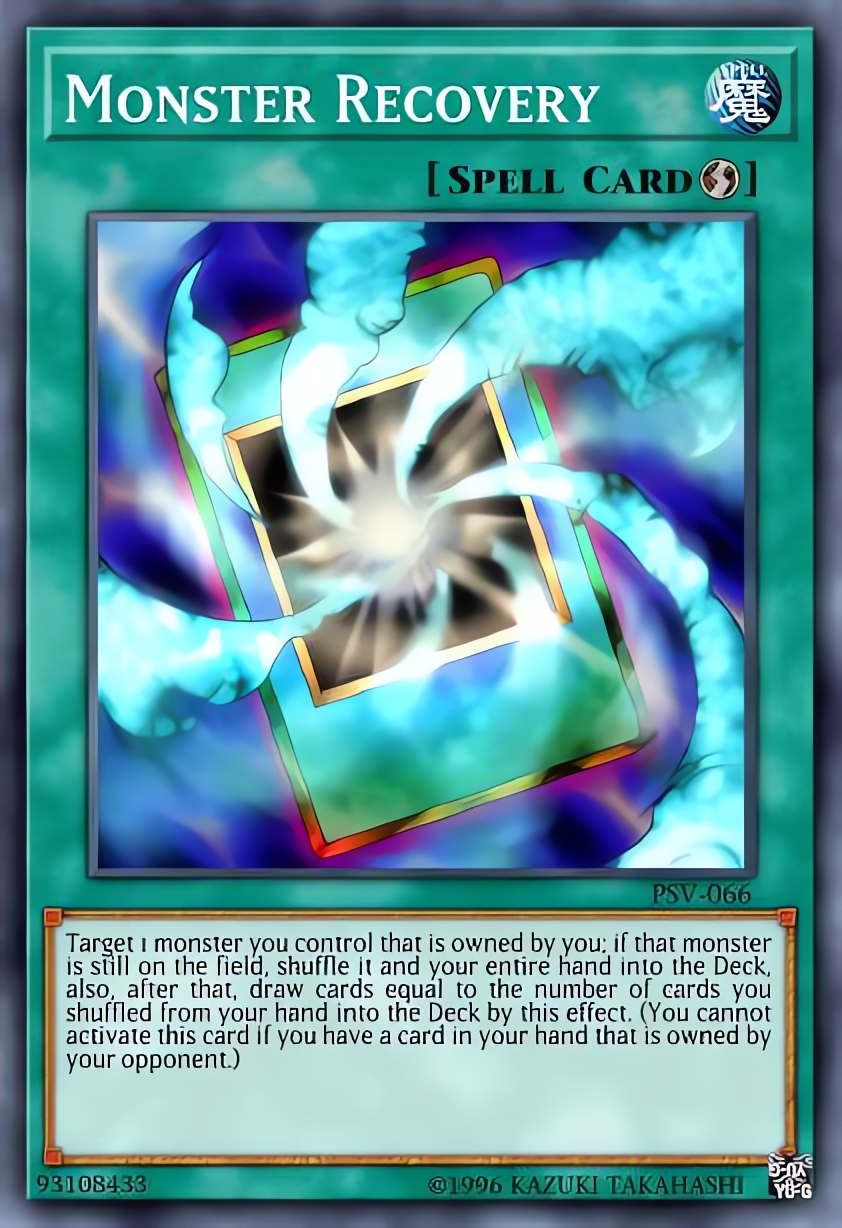 MONSTER RECOVERY
魔
[SPELL CARD]
PSV-066
Target 1 monster you control that is owned by you; if that monster
is still on the field, shuffle it and your entire hand into the Deck,
also, after that, draw cards equal to the number of cards you
shuffled from your hand into the Deck by this effect. (You cannot
activate this card if you have a card in your hand that is owned by
your opponent.)
93108433
©1996 KAZUKI TAKAHASHI